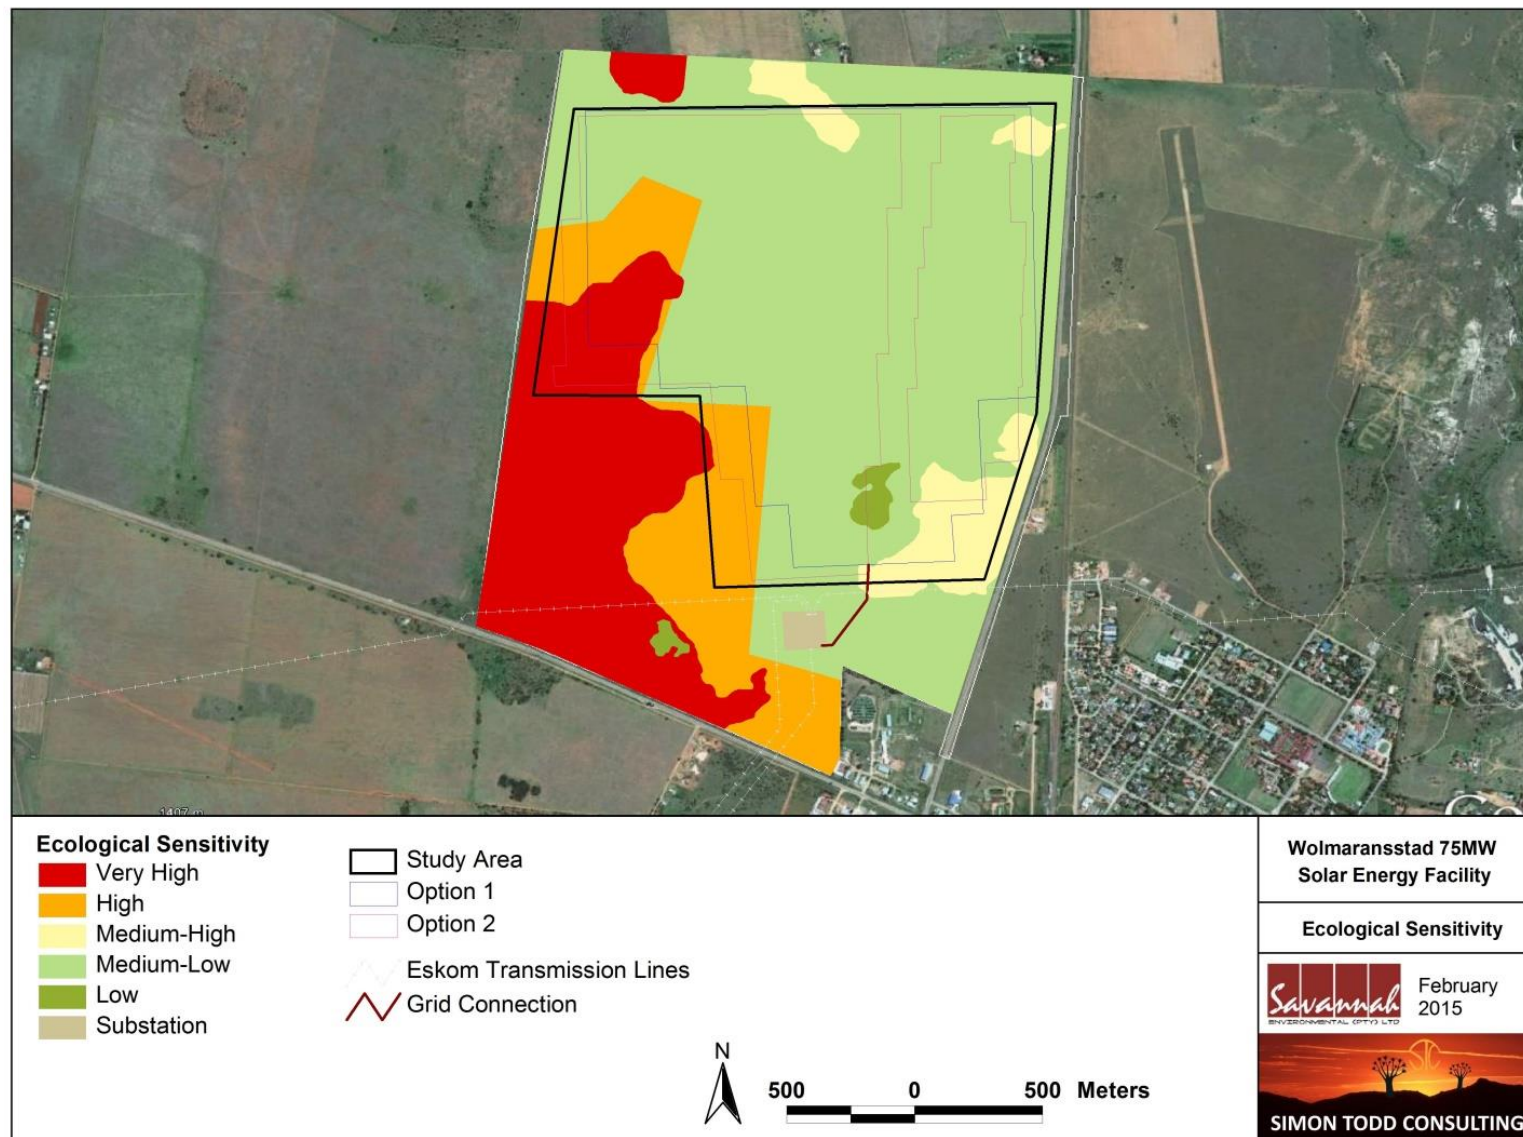 Ecological Sensitivity
Very High
High
Medium-High
Medium-Low
Low
Substation
Study Area
Option 1
Option 2
Eskom Transmission Lines
Grid Connection
N
500 0 500 Meters
Wolmaransstad 75MW
Solar Energy Facility
Ecological Sensitivity
Savannah
ENVIRONMENTAL (PTY) LTD
February
2015
STC
SIMON TODD CONSULTING